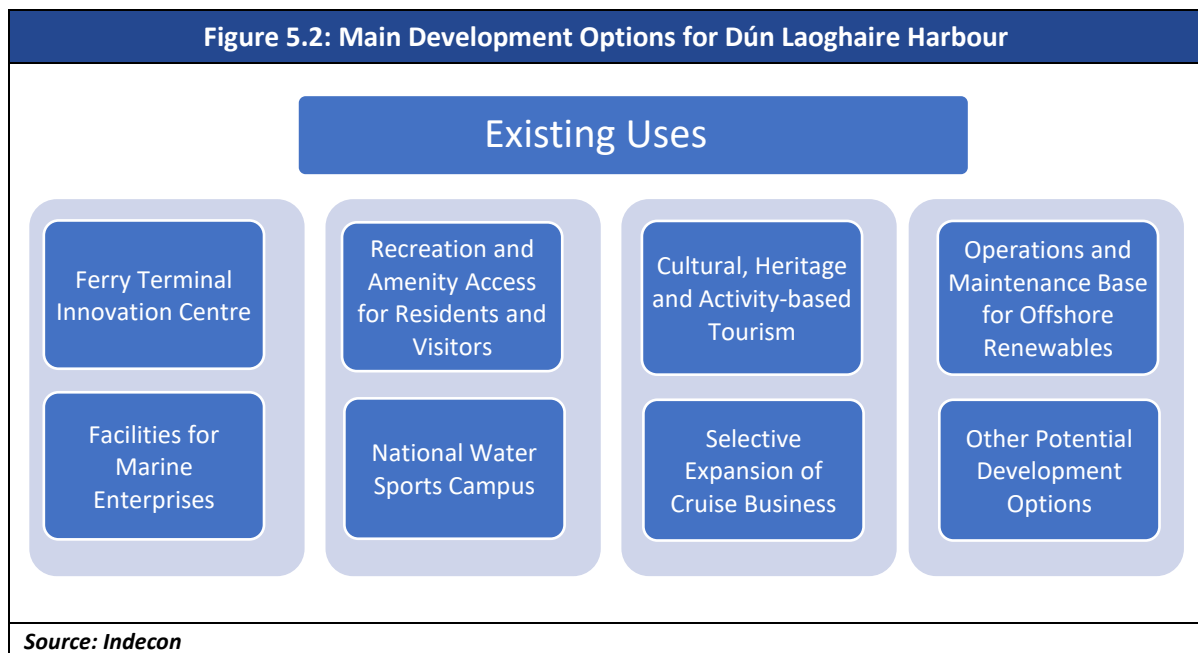 Figure 5.2: Main Development Options for Dún Laoghaire Harbour
Existing Uses
Ferry Terminal
Innovation Centre
Facilities for
Marine
Enterprises
Recreation and
Amenity Access
for Residents and
Visitors
National Water
Sports Campus
Cultural, Heritage
and Activity-based
Tourism
Selective
Expansion of
Cruise Business
Operations and
Maintenance Base
for Offshore
Renewables
Other Potential
Development
Options
Source: Indecon